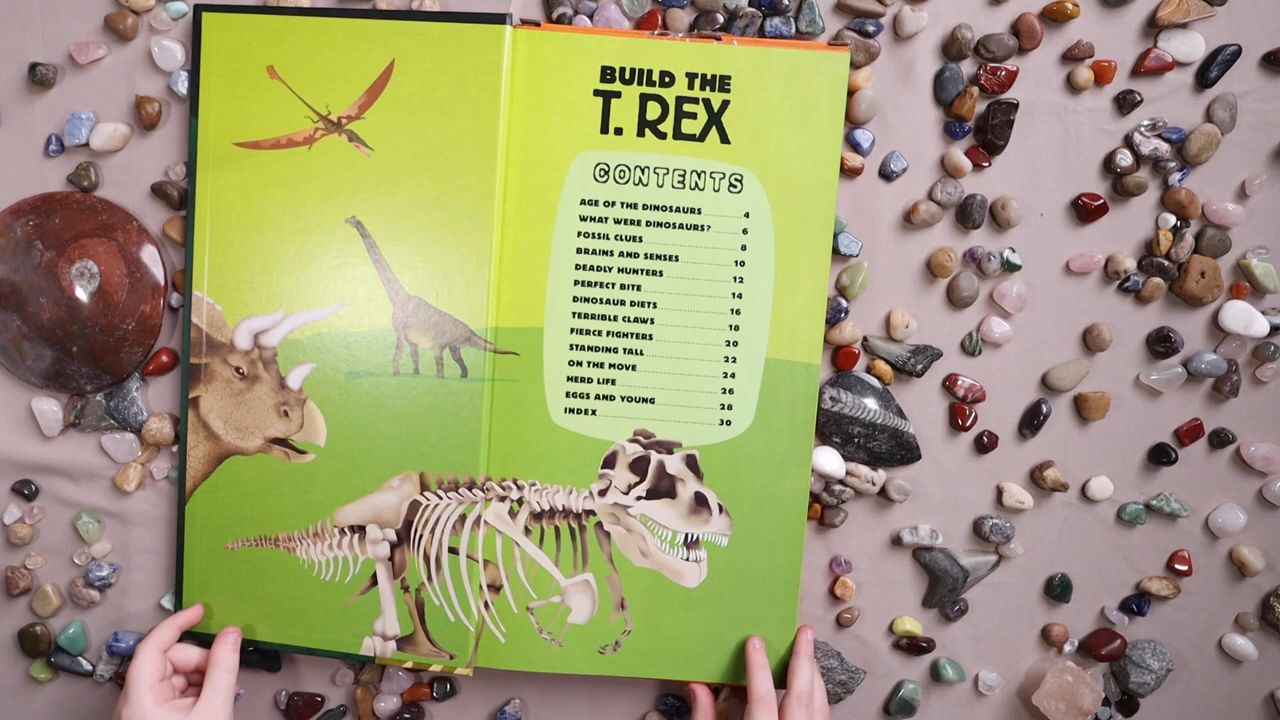 BUILD THE
T. REX
CONTENTS
AGE OF THE DINOSAURS 4
WHAT WERE DINOSAURS? 6
FOSSIL CLUES 8
BRAINS AND SENSES 10
DEADLY HUNTERS 12
PERFECT BITE 14
DINOSAUR DIETS 16
TERRIBLE CLAWS 18
FIERCE FIGHTERS 20
STANDING TALL 22
ON THE MOVE 24
HERD LIFE 26
EGGS AND YOUNG 28
INDEX 30